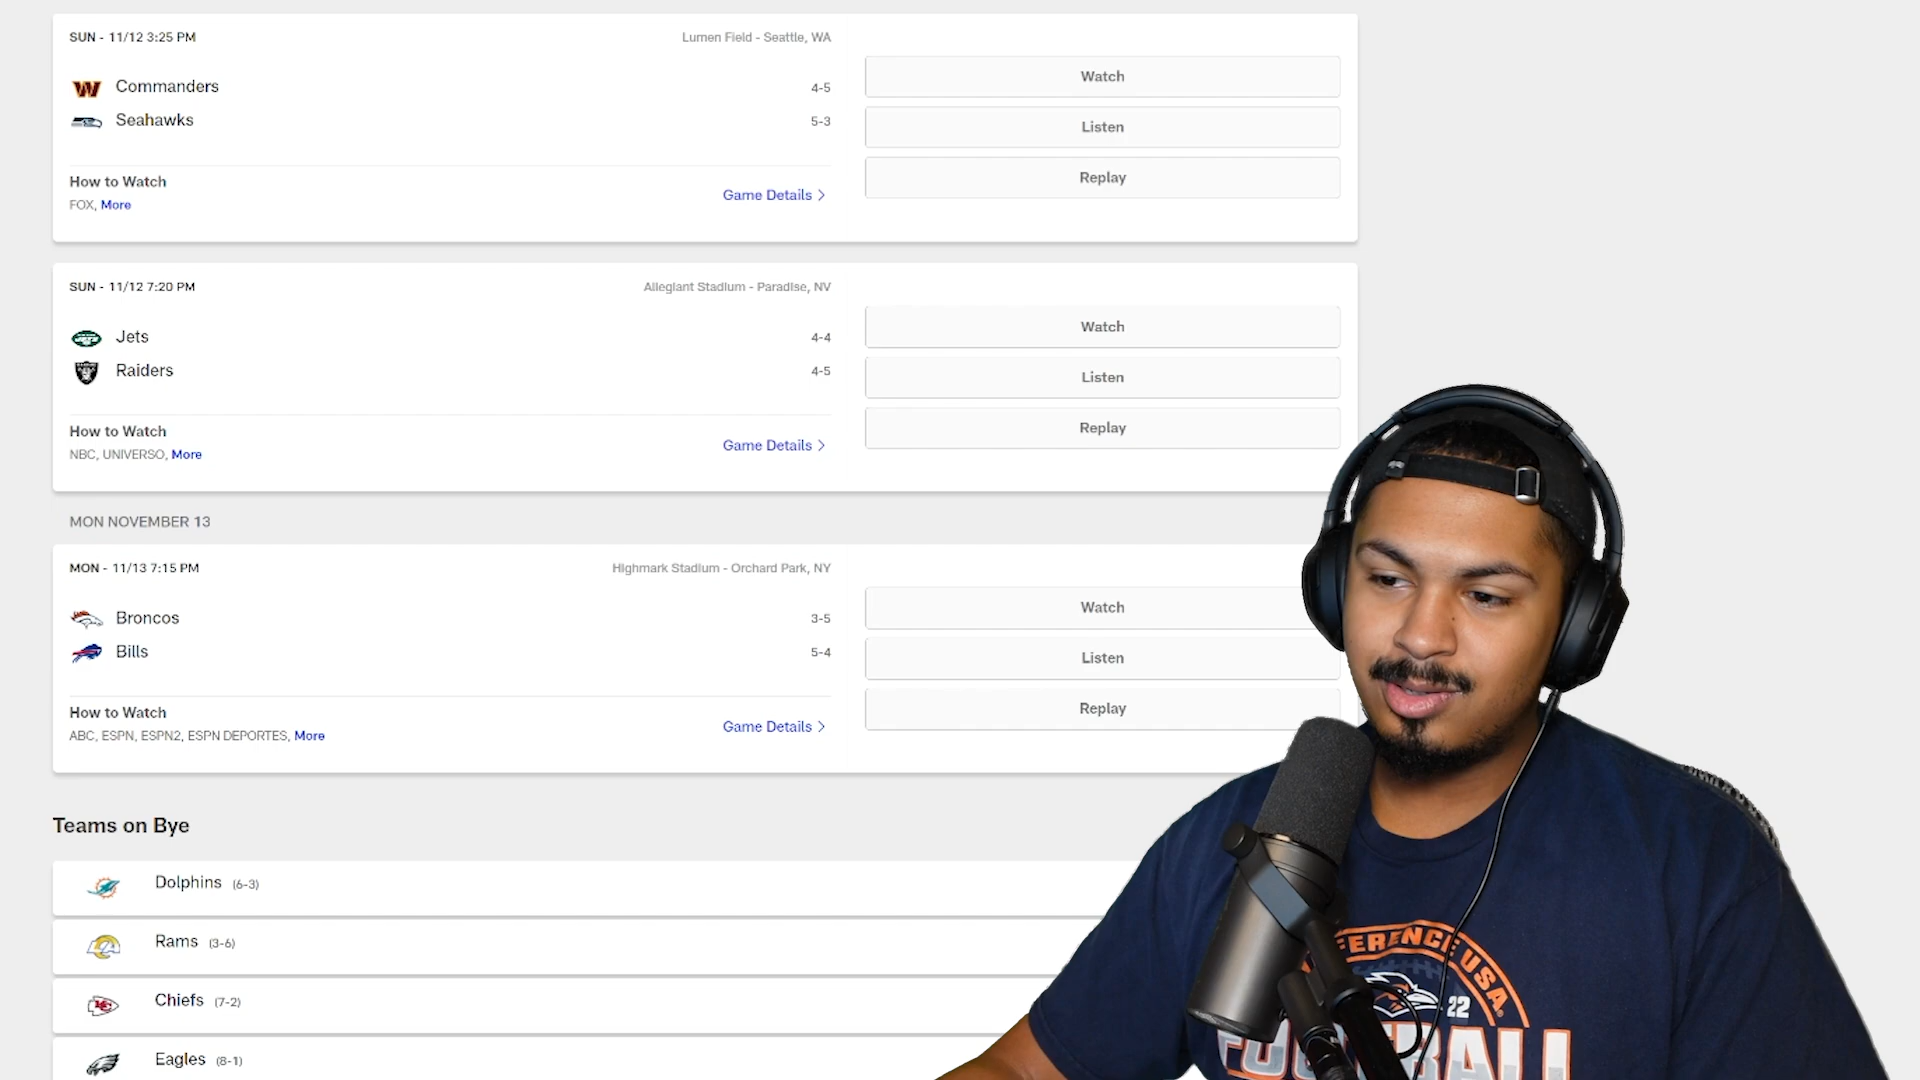 SUN - 11/12 3:25 PM
Lumen Field - Seattle, WA
Commanders
4-5
Seahawks
5-3
How to Watch
FOX, More
Game Details
Watch
Listen
Replay
SUN - 11/12 7:20 PM
Allegiant Stadium - Paradise, NV
Jets
4-4
Raiders
4-5
How to Watch
NBC, UNIVERSO, More
Game Details
Watch
Listen
Replay
MON NOVEMBER 13
MON - 11/13 7:15 PM
Highmark Stadium - Orchard Park, NY
Broncos
3-5
Bills
5-4
How to Watch
ABC, ESPN, ESPN2, ESPN DEPORTES, More
Game Details
Watch
Listen
Replay
Teams on Bye
Dolphins (6-3)
Rams (3-6)
Chiefs (7-2)
Eagles (8-1)
USA
22